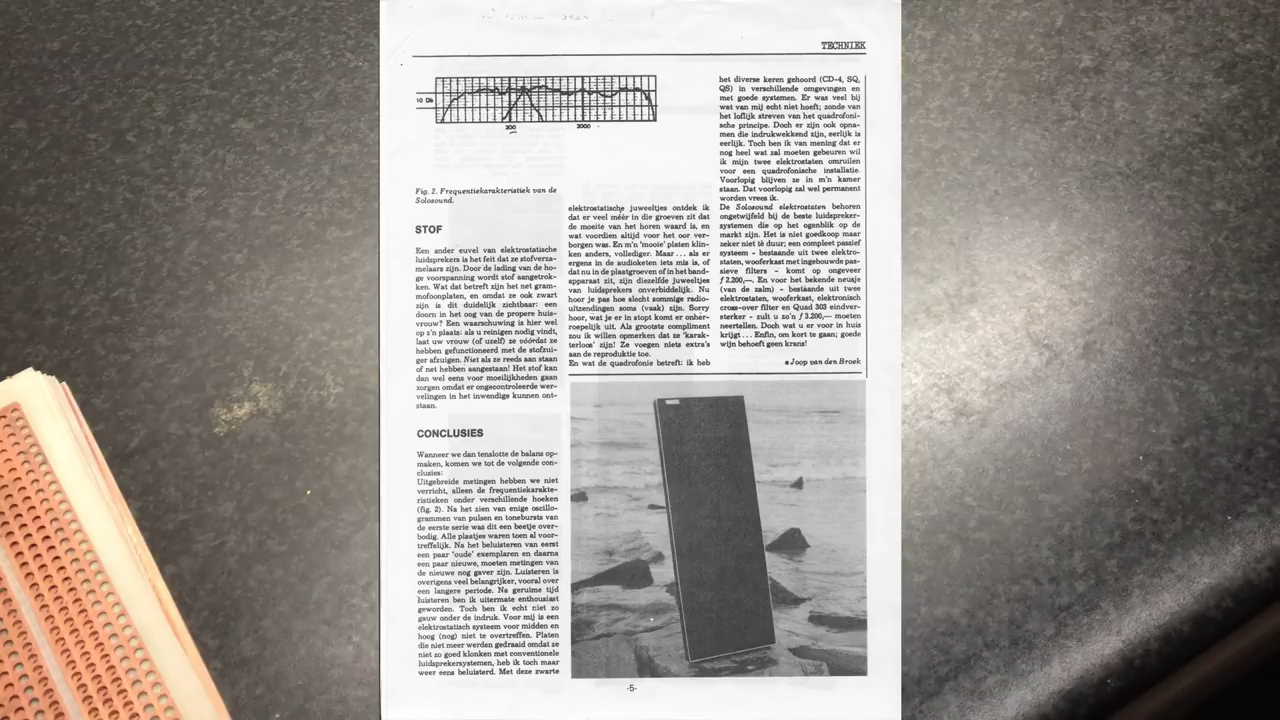 TECHNIEK
10 Db
200
2000
Fig. 2. Frequentiekarakteristiek van de
Solosound.
STOF
Een ander euvel van elektrostatische
luidsprekers is het feit dat ze stofverza-
melaars zijn. Door de lading van de ho-
ge voorspanning wordt stof aangetrok-
ken. Wat dat betreft zijn het net gram-
mofoonplaten, en omdat ze ook zwart
zijn is dit duidelijk zichtbaar: een
doorn in het oog van de propere huis-
vrouw? Een waarschuwing is hier wel
op z'n plaats: als u reinigen nodig vindt,
laat uw vrouw (of uzelf) ze vóórdat ze
hebben gefunctioneerd met de stofzui-
ger afzuigen. Niet als ze reeds aan staan
of net hebben aangestaan! Het stof kan
dan wel eens voor moeilijkheden gaan
zorgen omdat er ongecontroleerde wer-
velingen in het inwendige kunnen ont-
staan.
CONCLUSIES
Wanneer we dan tenslotte de balans op-
maken, komen we tot de volgende con-
clusies:
Uitgebreide metingen hebben we niet
verricht, alleen de frequentiekarakte-
ristieken onder verschillende hoeken
(fig. 2). Na het zien van enige oscillo-
grammen van pulsen en tonebursts van
de eerste serie was dit een beetje over-
bodig. Alle plaatjes waren toen al voor-
treffelijk. Na het beluisteren van eerst
een paar 'oude' exemplaren en daarna
een paar nieuwe, moeten metingen van
de nieuwe nog gaver zijn. Luisteren is
overigens veel belangrijker, vooral over
een langere periode. Na geruime tijd
luisteren ben ik uitermate enthousiast
geworden. Toch ben ik echt niet zo
gauw onder de indruk. Voor mij is een
elektrostatisch systeem voor midden en
hoog (nog) niet te overtreffen. Platen
die niet meer werden gedraaid omdat ze
niet zo goed klonken met conventionele
luidsprekersystemen, heb ik toch maar
weer eens beluisterd. Met deze zwarte
elektrostatische juweeltjes ontdek ik
dat er veel méér in die groeven zit dat
de moeite van het horen waard is, en
wat voordien altijd voor het oor ver-
borgen was. En m'n 'mooie' platen klin-
ken anders, vollediger. Maar... als er
ergens in de audioketen iets mis is, of
dat nu in de plaatgroeven of in het band-
apparaat zit, zijn diezelfde juweeltjes
van luidsprekers onverbiddelijk. Nu
hoor je pas hoe slecht sommige radio-
uitzendingen soms (vaak) zijn. Sorry
hoor, wat je er in stopt komt er onher-
roepelijk uit. Als grootste compliment
zou ik willen opmerken dat ze 'karak-
terloos' zijn! Ze voegen niets extra's
aan de reproduktie toe.
En wat de quadrofonie betreft: ik heb
het diverse keren gehoord (CD-4, SQ,
QS) in verschillende omgevingen en
met goede systemen. Er was veel bij
wat van mij echt niet hoeft; zonde van
het loflijk streven van het quadrofoni-
sche principe. Doch er zijn ook opna-
men die indrukwekkend zijn, eerlijk is
eerlijk. Toch ben ik van mening dat er
nog heel wat zal moeten gebeuren wil
ik mijn twee elektrostaten omruilen
voor een quadrofonische installatie.
Voorlopig blijven ze in m'n kamer
staan. Dat voorlopig zal wel permanent
worden vrees ik.
De Solosound elektrostaten behoren
ongetwijfeld bij de beste luidspreker-
systemen die op het ogenblik op de
markt zijn. Het is niet goedkoop maar
zeker niet tè duur; een compleet passief
systeem - bestaande uit twee elektro-
staten, wooferkast met ingebouwde pas-
sieve filters - komt op ongeveer
ƒ 2.200,—. En voor het bekende neusje
(van de zalm) - bestaande uit twee
elektrostaten, wooferkast, elektronisch
cross-over filter en Quad 303 eindver-
sterker - zult u zo'n ƒ 3.200,— moeten
neertellen. Doch wat u er voor in huis
krijgt... Enfin, om kort te gaan; goede
wijn behoeft geen krans!
■ Joop van den Broek
-5-